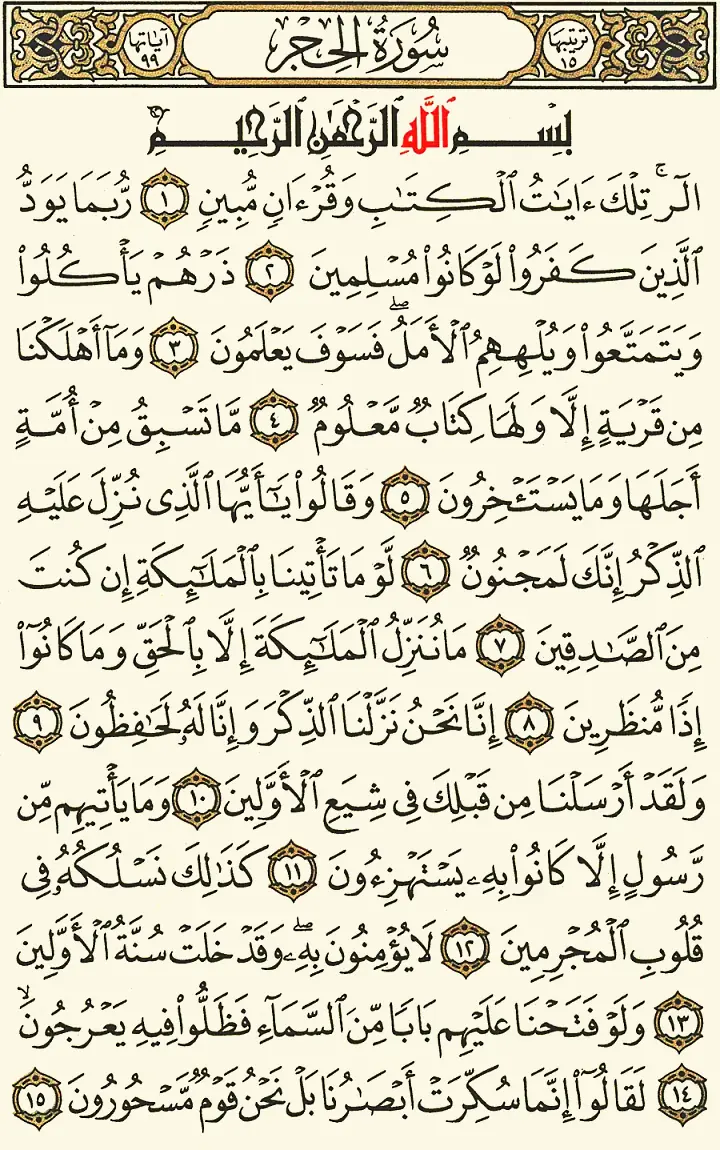 ترتيبها ١٥ سُورَةُ الحِجر آياتها ٩٩
بِسۡمِ ٱللَّهِ ٱلرَّحۡمَٰنِ ٱلرَّحِيمِ
الٓرۚ تِلۡكَ ءَايَٰتُ ٱلۡكِتَٰبِ وَقُرۡءَانٖ مُّبِينٖ ١ رُّبَمَا يَوَدُّ
ٱلَّذِينَ كَفَرُواْ لَوۡ كَانُواْ مُسۡلِمِينَ ٢ ذَرۡهُمۡ يَأۡكُلُواْ
وَيَتَمَتَّعُواْ وَيُلۡهِهِمُ ٱلۡأَمَلُۖ فَسَوۡفَ يَعۡلَمُونَ ٣ وَمَآ أَهۡلَكۡنَا
مِن قَرۡيَةٍ إِلَّا وَلَهَا كِتَابٞ مَّعۡلُومٞ ٤ مَّا تَسۡبِقُ مِنۡ أُمَّةٍ
أَجَلَهَا وَمَا يَسۡتَـٔۡخِرُونَ ٥ وَقَالُواْ يَٰٓأَيُّهَا ٱلَّذِي نُزِّلَ عَلَيۡهِ
ٱلذِّكۡرُ إِنَّكَ لَمَجۡنُونٞ ٦ لَّوۡ مَا تَأۡتِينَا بِٱلۡمَلَٰٓئِكَةِ إِن كُنتَ
مِنَ ٱلصَّٰدِقِينَ ٧ مَا نُنَزِّلُ ٱلۡمَلَٰٓئِكَةَ إِلَّا بِٱلۡحَقِّ وَمَا كَانُوٓاْ
إِذٗا مُّنظَرِينَ ٨ إِنَّا نَحۡنُ نَزَّلۡنَا ٱلذِّكۡرَ وَإِنَّا لَهُۥ لَحَٰفِظُونَ ٩
وَلَقَدۡ أَرۡسَلۡنَا مِن قَبۡلِكَ فِي شِيَعِ ٱلۡأَوَّلِينَ ١٠ وَمَا يَأۡتِيهِم مِّن
رَّسُولٍ إِلَّا كَانُواْ بِهِۦ يَسۡتَهۡزِءُونَ ١١ كَذَٰلِكَ نَسۡلُكُهُۥ فِي
قُلُوبِ ٱلۡمُجۡرِمِينَ ١٢ لَا يُؤۡمِنُونَ بِهِۦۖ وَقَدۡ خَلَتۡ سُنَّةُ ٱلۡأَوَّلِينَ
١٣ وَلَوۡ فَتَحۡنَا عَلَيۡهِم بَابٗا مِّنَ ٱلسَّمَآءِ فَظَلُّواْ فِيهِ يَعۡرُجُونَۙ
١٤ لَقَالُوٓاْ إِنَّمَا سُكِّرَتۡ أَبۡصَٰرُنَا بَلۡ نَحۡنُ قَوۡمٞ مَّسۡحُورُونَ ١٥